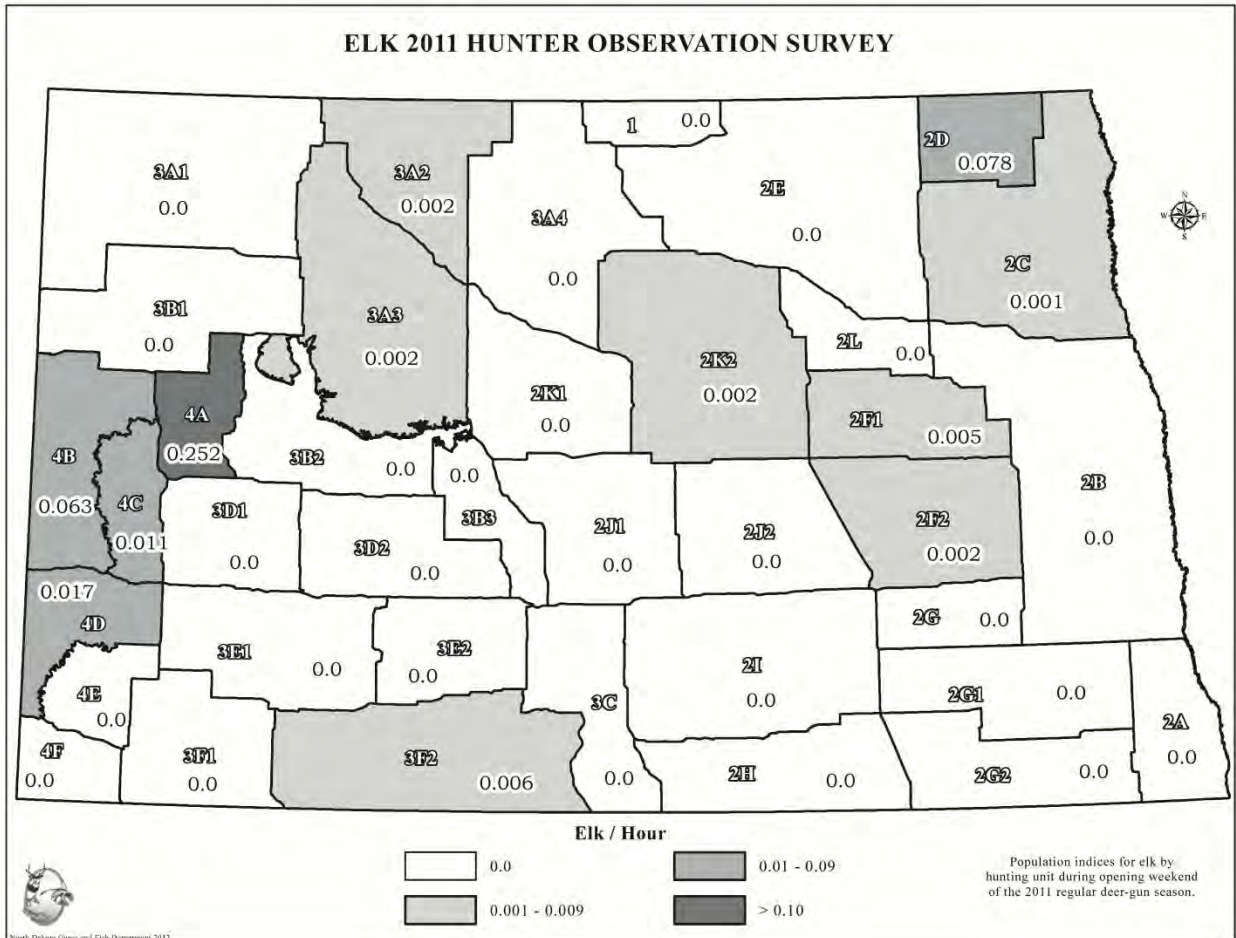 ELK 2011 HUNTER OBSERVATION SURVEY
1 0.0
2D
0.078
3A1
0.0
3A2
0.002
2E
0.0
3A4
0.0
N
W E
S
2C
0.001
3B1
0.0
3A3
0.002
2L
0.0
2K2
0.002
2K1
0.0
4A
0.252
2F1
0.005
4B
0.063
3B2
0.0
0.0
3B3
2B
0.0
4C
0.011
3D1
0.0
3D2
0.0
2J1
0.0
2J2
0.0
2F2
0.002
0.017
4D
2G 0.0
3E1
0.0
3E2
0.0
2I
0.0
4E
0.0
3C
0.0
2G1 0.0
2A
0.0
4F
0.0
3F1
0.0
3F2
0.006
2H 0.0
2G2 0.0
Elk / Hour
0.0
0.01 - 0.09
0.001 - 0.009
> 0.10
Population indices for elk by
hunting unit during opening weekend
of the 2011 regular deer-gun season.
North Dakota Game and Fish Department 2012